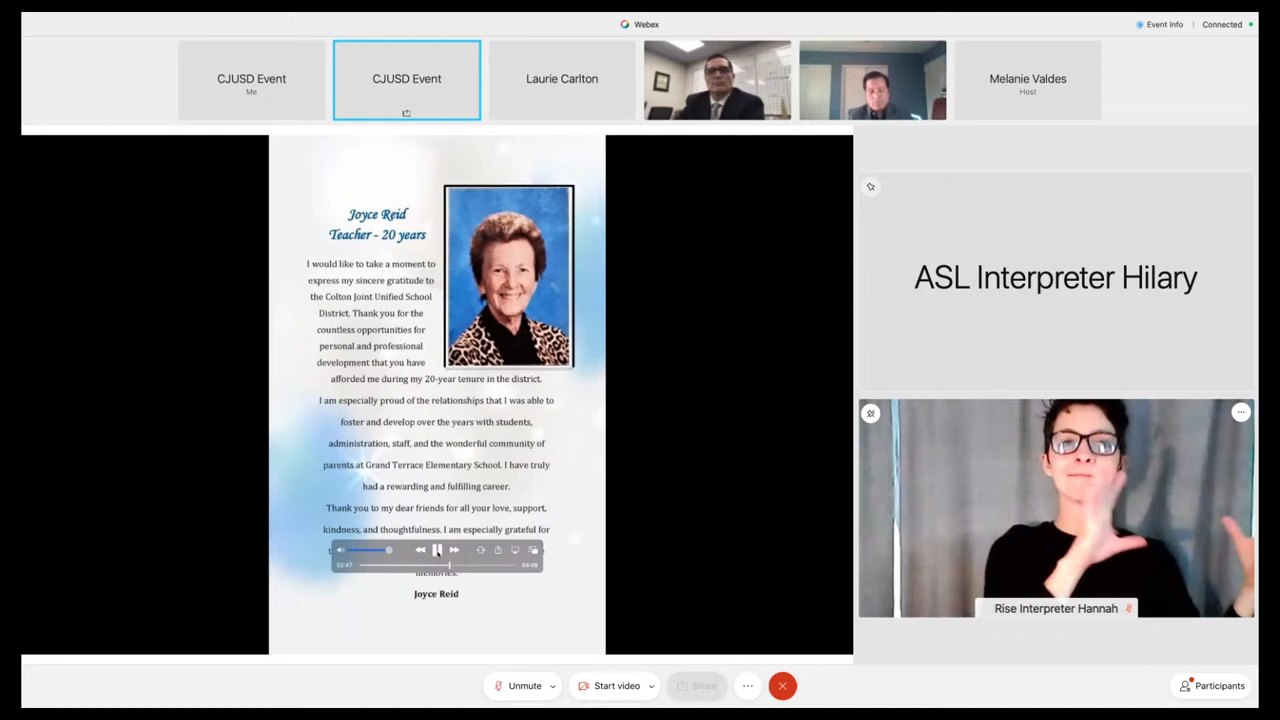 Webex
Event Info
Connected
CJUSD Event
Me
CJUSD Event
Laurie Carlton
Melanie Valdes
Host
Joyce Reid
Teacher - 20 years
I would like to take a moment to
express my sincere gratitude to
the Colton Joint Unified School
District. Thank you for the
countless opportunities for
personal and professional
development that you have
afforded me during my 20-year tenure in the district.
I am especially proud of the relationships that I was able to
foster and develop over the years with students,
administration, staff, and the wonderful community of
parents at Grand Terrace Elementary School. I have truly
had a rewarding and fulfilling career.
Thank you to my dear friends for all your love, support,
kindness, and thoughtfulness. I am especially grateful for
02:47
04:49
memories.
Joyce Reid
ASL Interpreter Hilary
Rise Interpreter Hannah
Unmute
Start video
Share
Participants